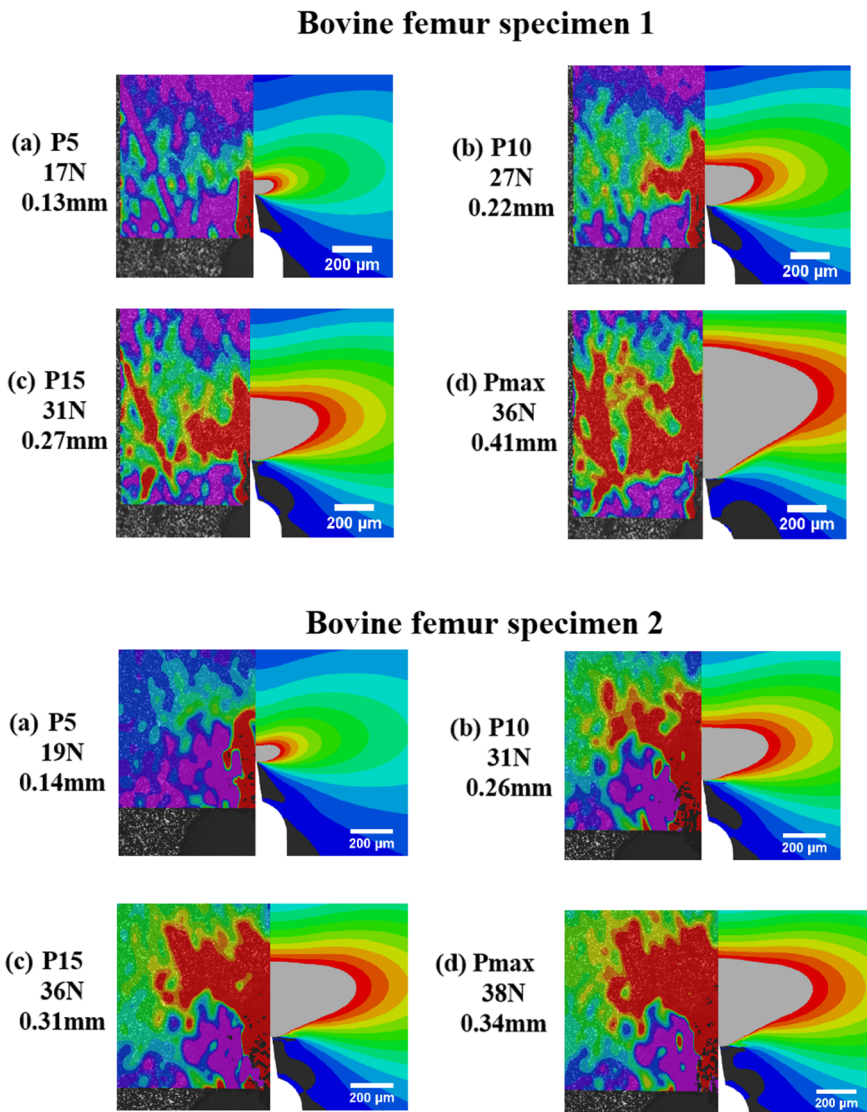 Bovine femur specimen 1
(a) P5
17N
0.13mm
200 µm
(b) P10
27N
0.22mm
200 µm
(c) P15
31N
0.27mm
200 µm
(d) Pmax
36N
0.41mm
200 µm
Bovine femur specimen 2
(a) P5
19N
0.14mm
200 µm
(b) P10
31N
0.26mm
200 µm
(c) P15
36N
0.31mm
200 µm
(d) Pmax
38N
0.34mm
200 µm